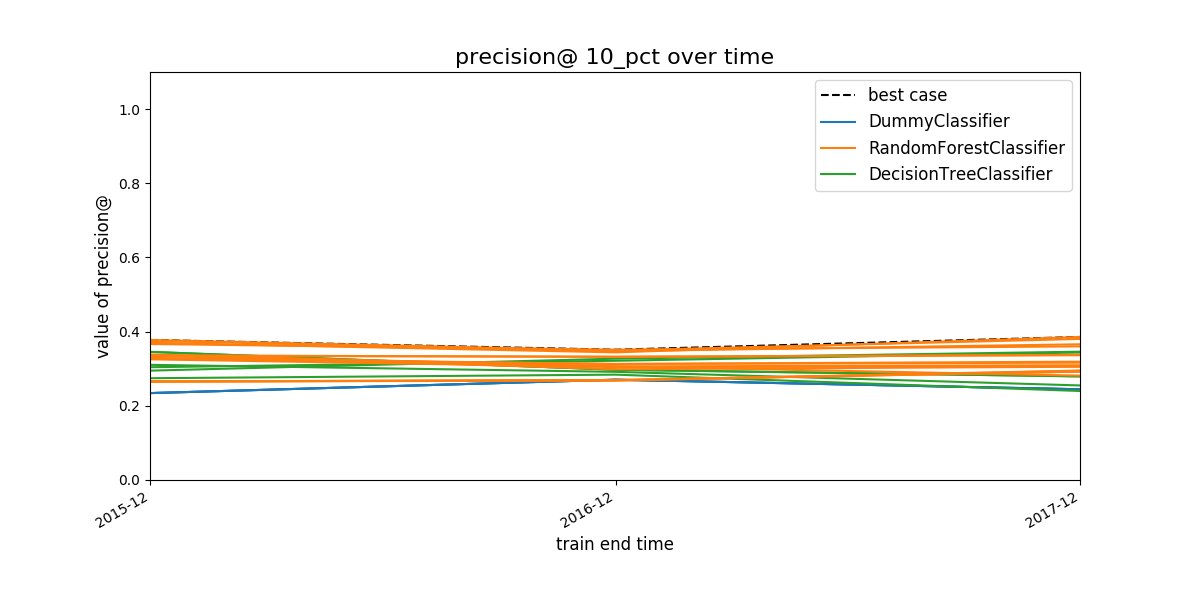 precision@ 10_pct over time
best case
DummyClassifier
RandomForestClassifier
DecisionTreeClassifier
value of precision@
1.0
0.8
0.6
0.4
0.2
0.0
2015-12
2016-12
2017-12
train end time